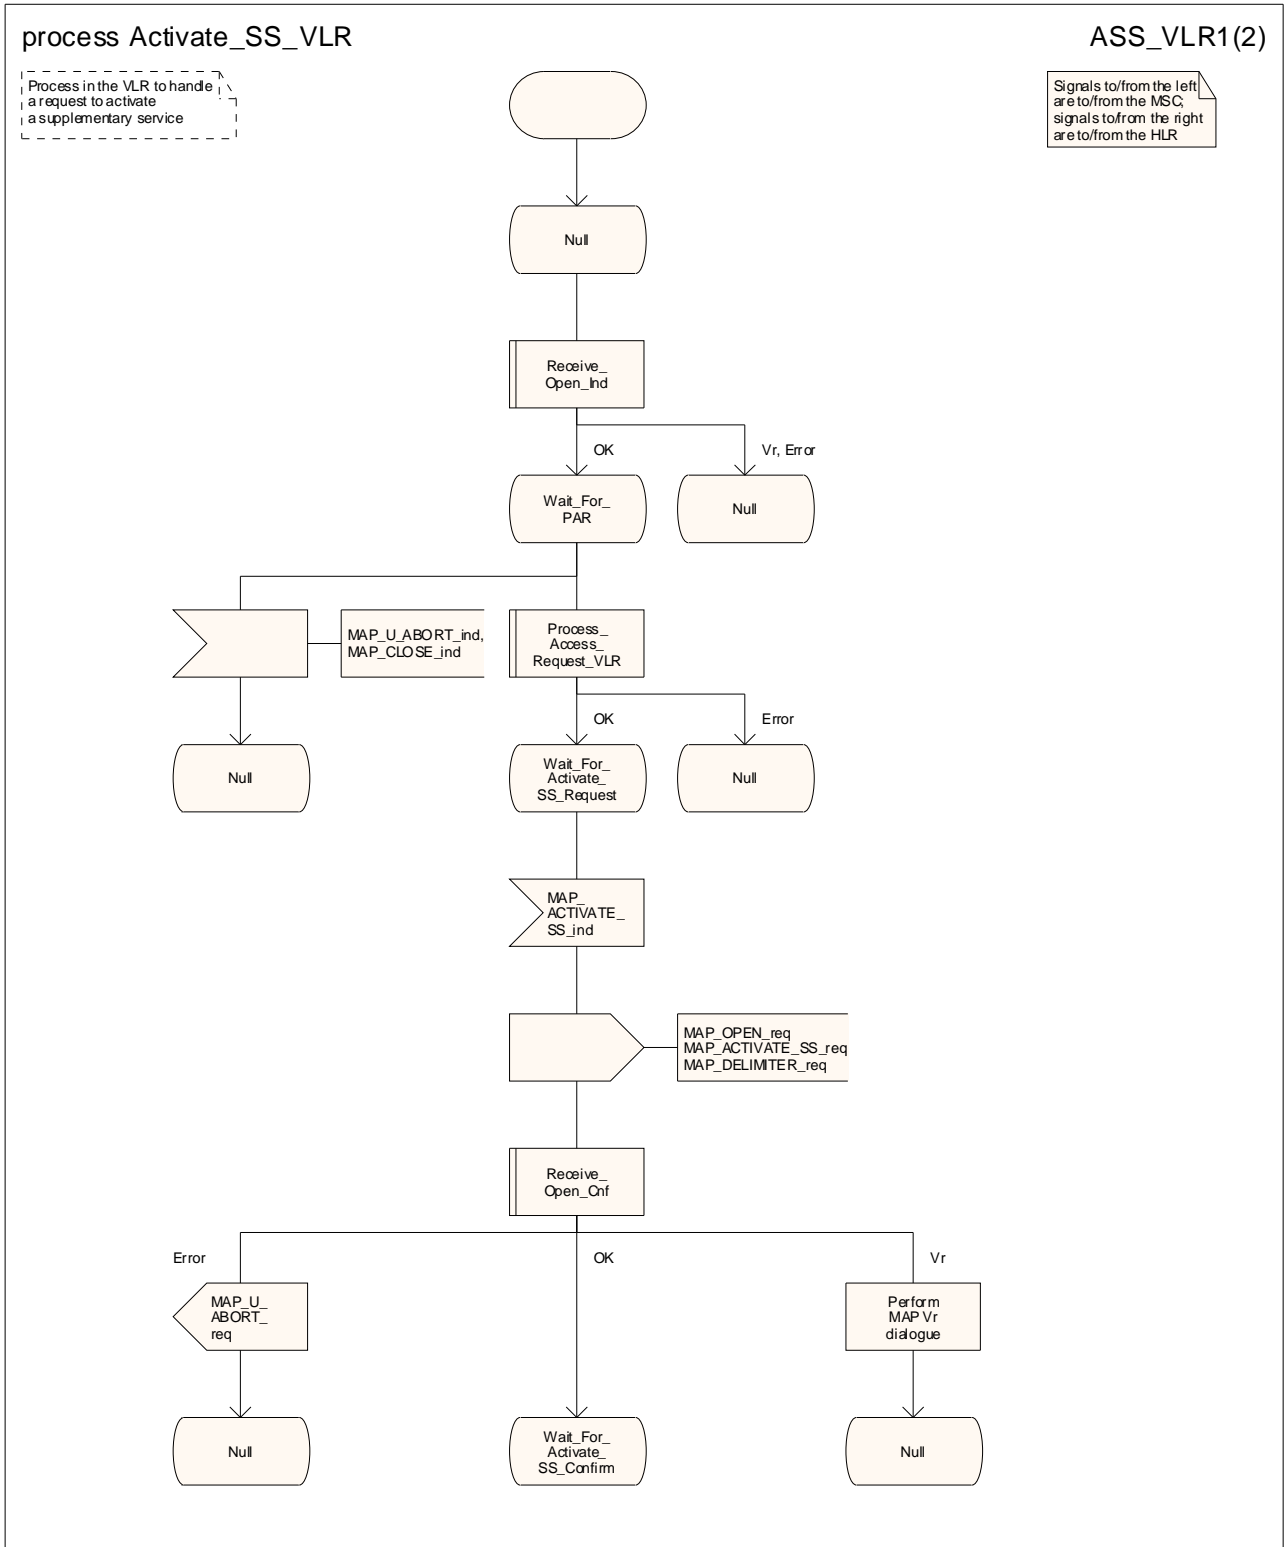 process Activate_SS_VLR
ASS_VLR1(2)
Process in the VLR to handle
a request to activate
a supplementary service
Signals to/from the left
are to/from the MSC;
signals to/from the right
are to/from the HLR
Null
Receive_
Open_Ind
OK
Vr, Error
Wait_For_
PAR
Null
MAP_U_ABORT_ind,
MAP_CLOSE_ind
Process_
Access_
Request_VLR
OK
Error
Null
Wait_For_
Activate_
SS_Request
Null
MAP_
ACTIVATE_
SS_ind
MAP_OPEN_req
MAP_ACTIVATE_SS_req
MAP_DELIMITER_req
Receive_
Open_Cnf
Error
OK
Vr
MAP_U_
ABORT_
req
Perform
MAP Vr
dialogue
Null
Wait_For_
Activate_
SS_Confirm
Null